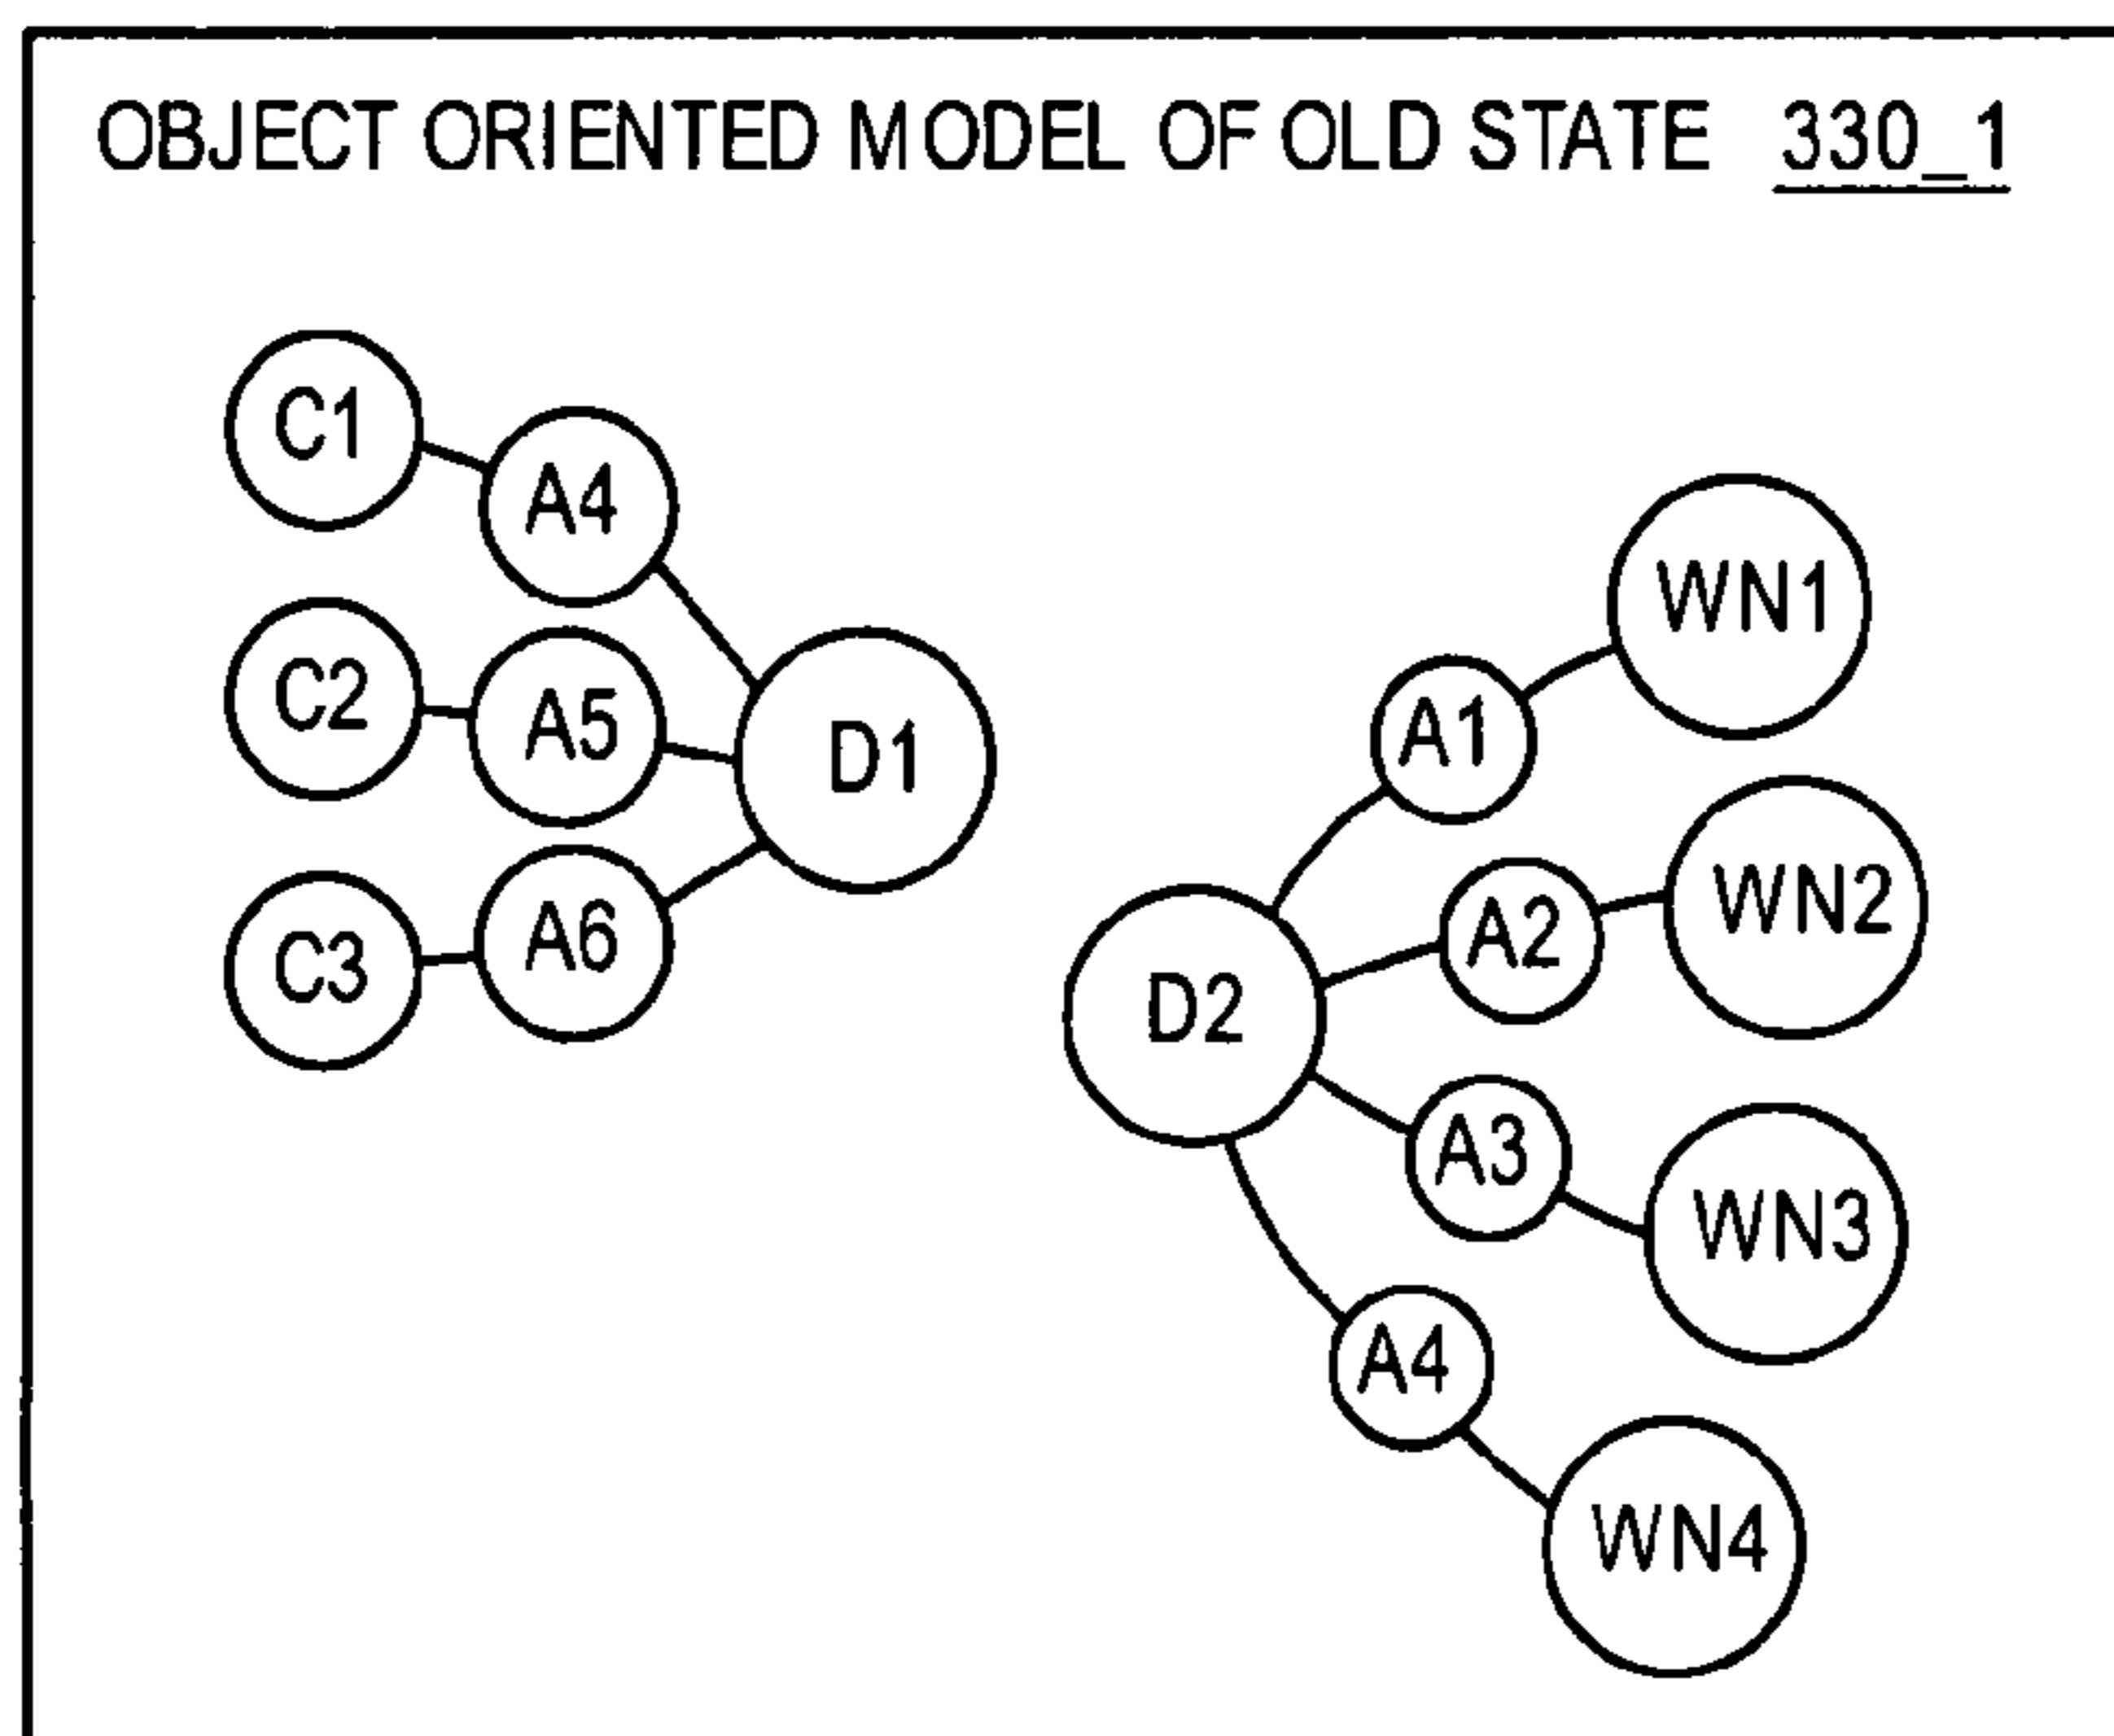 OBJECT ORIENTED MODEL OF OLD STATE 330_1
C1
A4
C2
A5
D1
C3
A6
D2
A1
WN1
A2
WN2
A3
WN3
A4
WN4